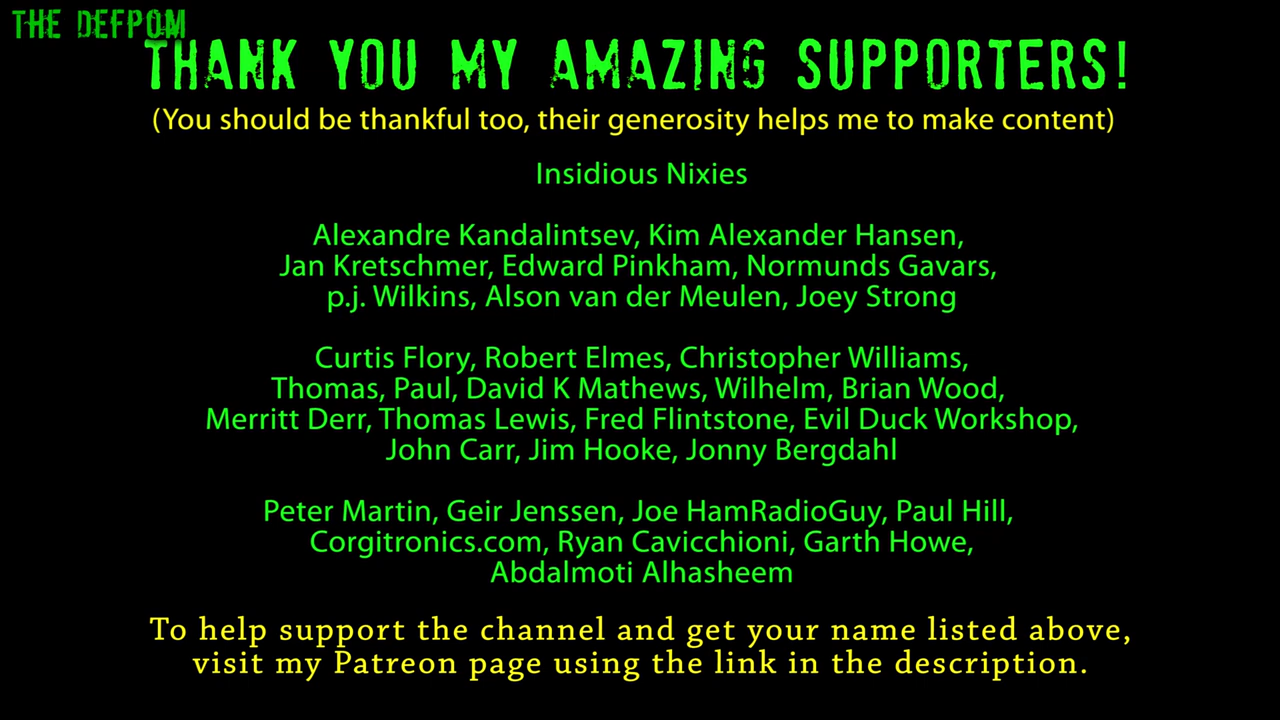 THE DEFPOM
THANK YOU MY AMAZING SUPPORTERS!
(You should be thankful too, their generosity helps me to make content)
Insidious Nixies
Alexandre Kandalintsev, Kim Alexander Hansen,
Jan Kretschmer, Edward Pinkham, Normunds Gavars,
p.j. Wilkins, Alson van der Meulen, Joey Strong
Curtis Flory, Robert Elmes, Christopher Williams,
Thomas, Paul, David K Mathews, Wilhelm, Brian Wood,
Merritt Derr, Thomas Lewis, Fred Flintstone, Evil Duck Workshop,
John Carr, Jim Hooke, Jonny Bergdahl
Peter Martin, Geir Jenssen, Joe HamRadioGuy, Paul Hill,
Corgitronics.com, Ryan Cavicchioni, Garth Howe,
Abdalmoti Alhasheem
To help support the channel and get your name listed above,
visit my Patreon page using the link in the description.